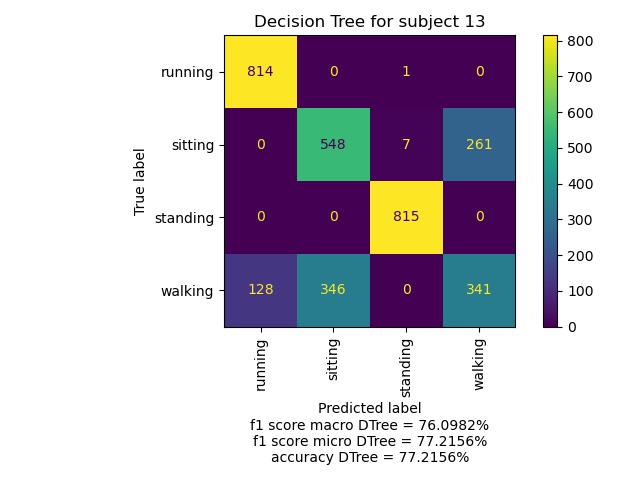 Decision Tree for subject 13
running 814 0 1 0
sitting 0 548 7 261
standing 0 0 815 0
walking 128 346 0 341
True label
running sitting standing walking
Predicted label
800
700
600
500
400
300
200
100
0
f1 score macro DTree = 76.0982%
f1 score micro DTree = 77.2156%
accuracy DTree = 77.2156%